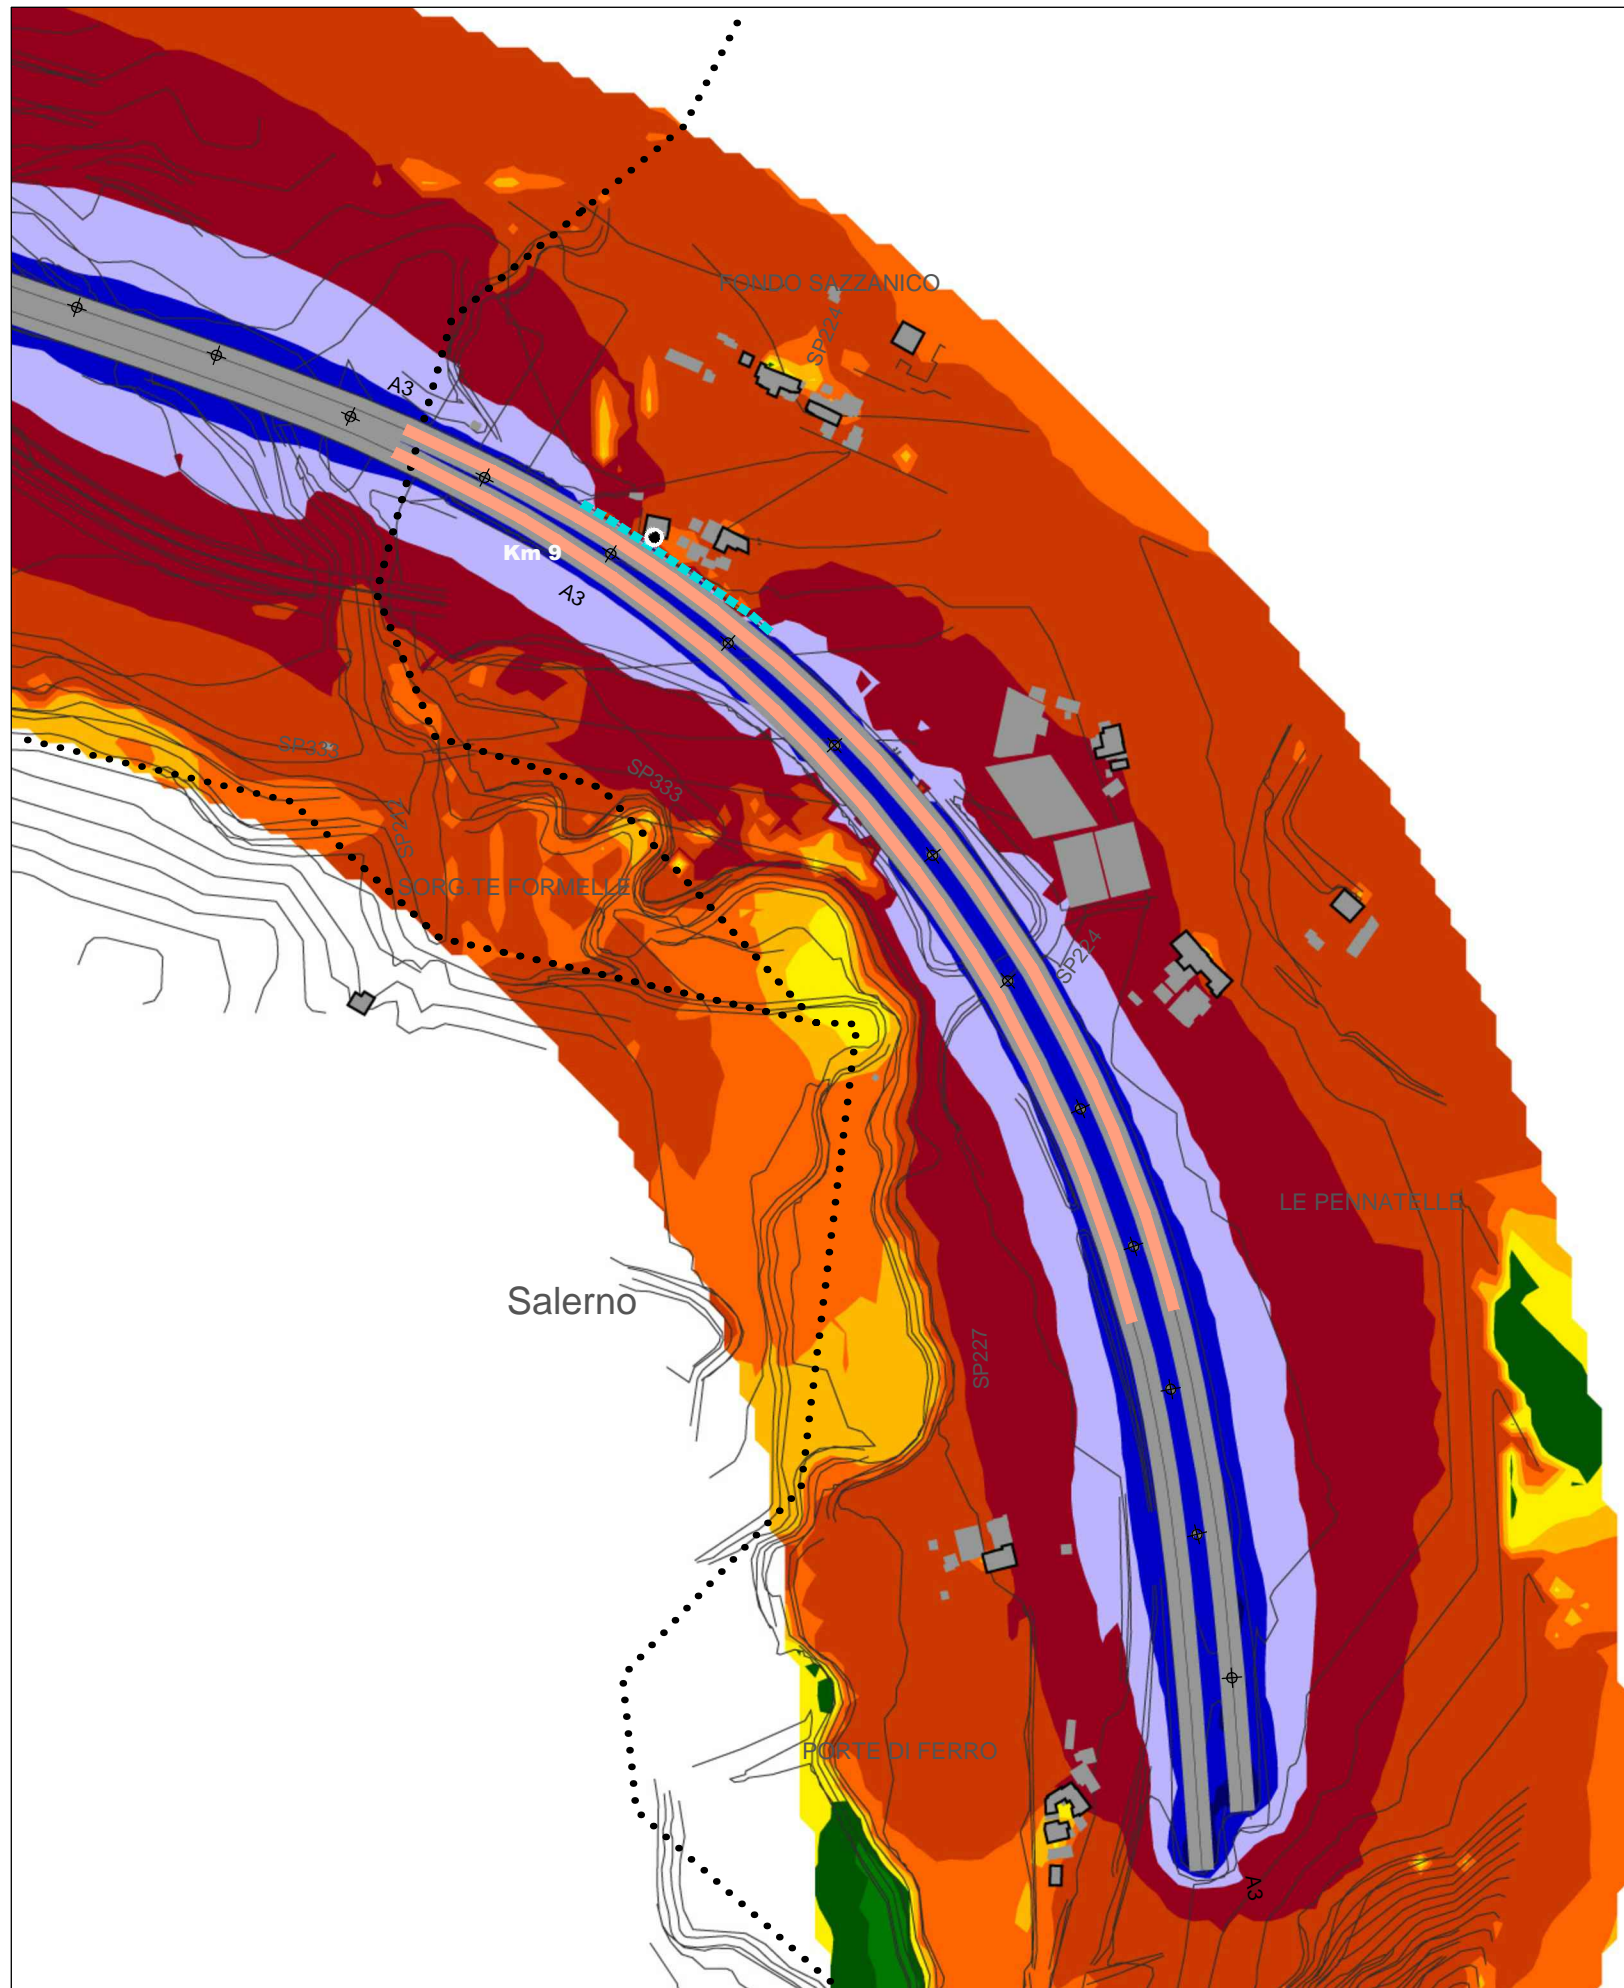 FONDO SAZZANICO
SP224
A3
Km 9
A3
SP333
SP333
SP271
SORG.TE FORMELLE
SP224
LE PENNATELLE
Salerno
SP227
PORTE DI FERRO
A3